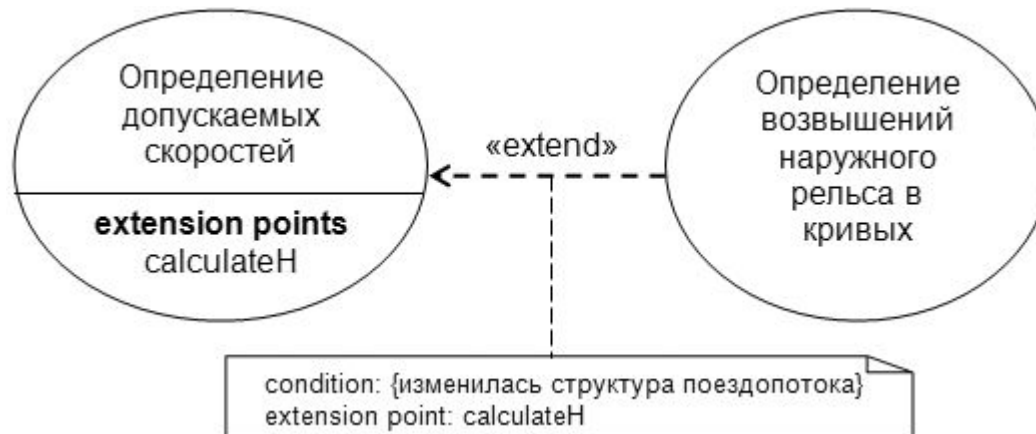 Определение
допускаемых
скоростей
extension points
calculateH
«extend»
Определение
возвышений
наружного
рельса в
кривых
condition: {изменилась структура поездопотока}
extension point: calculateH